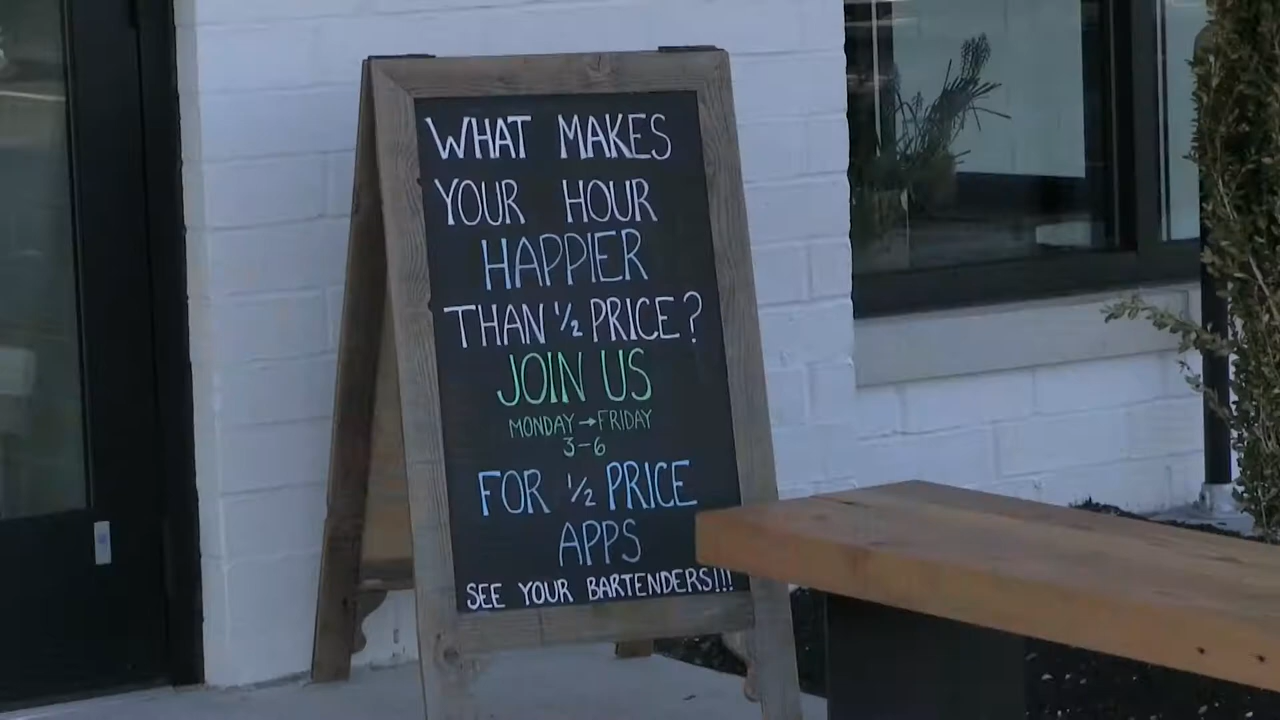 WHAT MAKES
YOUR HOUR
HAPPIER
THAN 1/2 PRICE?
JOIN US
MONDAY→FRIDAY
3-6
FOR 1/2 PRICE
APPS
SEE YOUR BARTENDERS!!!